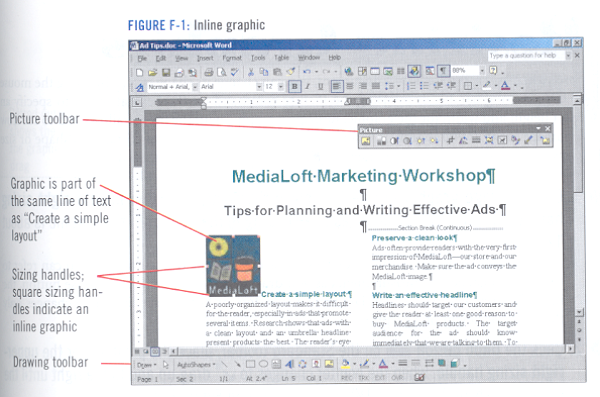 FIGURE F-1: Inline graphic
Ad Tips.doc - Microsoft Word
File Edit View Insert Format Tools Table Window Help
Type a question for help
80%
Normal + Arial, Arial 12 B I U
Picture toolbar
Picture
MediaLoft·Marketing·Workshop¶
¶
Tips·for·Planning·and·Writing·Effective·Ads·¶
¶
Section Break (Continuous)
Graphic is part of
the same line of text
as “Create a simple
layout”
Sizing handles;
square sizing han-
dles indicate an
inline graphic
MediaLoft
Create·a·simple·layout·¶
A·poorly·organized·layout·makes·it·difficult·
for·the·reader,·especially·in·ads·that·promote·
several·items.··Research·shows·that·ads·with·
a·clean·layout·and·an·umbrella·headline·
present·products·the·best.·The·reader's·eye·
Preserve·a·clean·look¶
Ads·often·provide·readers·with·the·very·first·
impression·of·MediaLoft—our·store·and·our·
merchandise.··Make·sure·the·ad·conveys·the·
MediaLoft·image.¶
¶
Write·an·effective·headline¶
Headlines·should·target·our·customers·and·
give·the·reader·at·least·one·good·reason·to·
buy·MediaLoft·products.·The·target·
audience·for·the·ad·should·know·
immediately·that·we·are·talking·to·them.·To·
Drawing toolbar
Draw AutoShapes
Page 1 Sec 2 1/1 At 2.4" Ln 5 Col 1 REC TRK EXT OVR